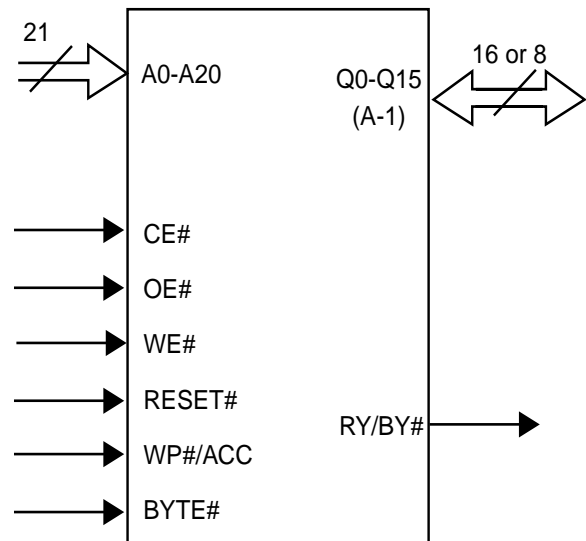 21
16 or 8
A0-A20
Q0-Q15
(A-1)
CE#
OE#
WE#
RESET#
RY/BY#
WP#/ACC
BYTE#